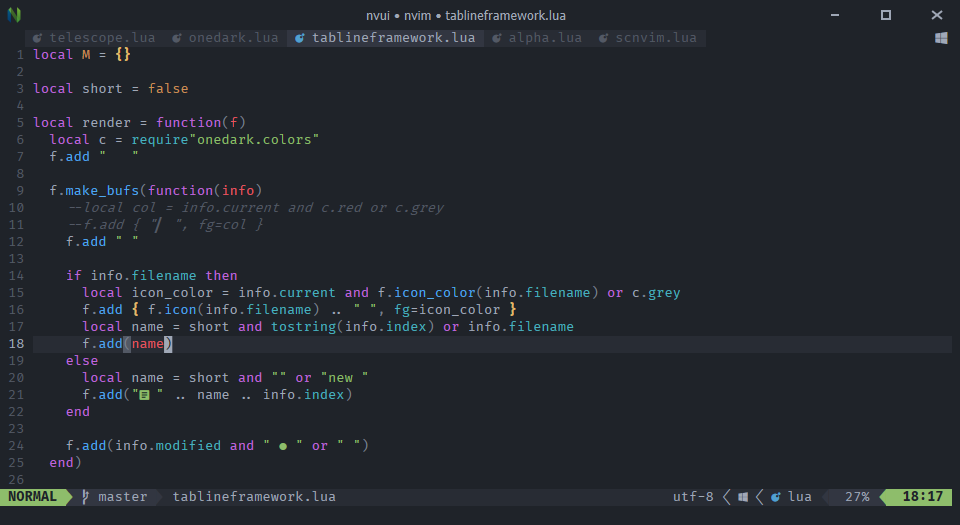 nvui • nvim • tablineframework.lua
telescope.lua onedark.lua tablineframework.lua alpha.lua scnvim.lua
1 local M = {}
2
3 local short = false
4
5 local render = function(f)
6   local c = require"onedark.colors"
7   f.add "   "
8
9   f.make_bufs(function(info)
10     --local col = info.current and c.red or c.grey
11     --f.add { "▏ ", fg=col }
12     f.add " "
13
14     if info.filename then
15       local icon_color = info.current and f.icon_color(info.filename) or c.grey
16       f.add { f.icon(info.filename) .. " ", fg=icon_color }
17       local name = short and tostring(info.index) or info.filename
18       f.add(name)
19     else
20       local name = short and "" or "new "
21       f.add(" " .. name .. info.index)
22     end
23
24     f.add(info.modified and " ● " or " ")
25   end)
26
NORMAL master tablineframework.lua utf-8 lua 27% 18:17